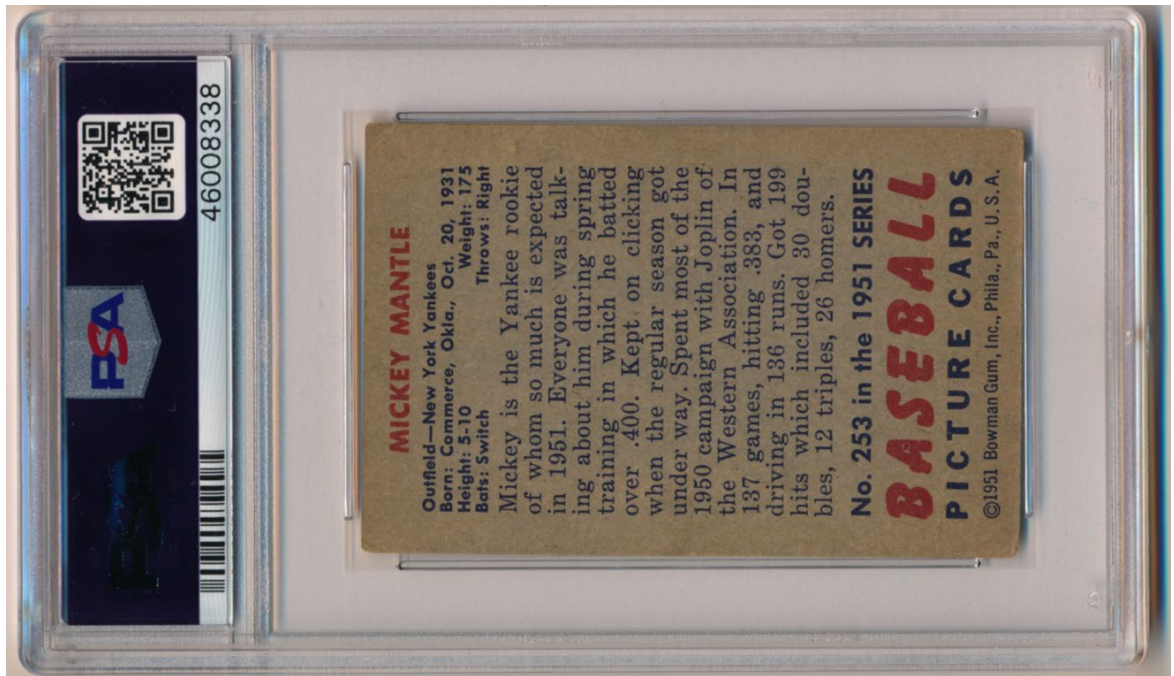 46008338
PSA
PSA
MICKEY MANTLE
Outfield—New York Yankees
Born: Commerce, Okla., Oct. 20, 1931
Height: 5-10 Weight: 175
Bats: Switch Throws: Right
Mickey is the Yankee rookie
of whom so much is expected
in 1951. Everyone was talk-
ing about him during spring
training in which he batted
over .400. Kept on clicking
when the regular season got
under way. Spent most of the
1950 campaign with Joplin of
the Western Association. In
137 games, hitting .383, and
driving in 136 runs. Got 199
hits which included 30 dou-
bles, 12 triples, 26 homers.
No. 253 in the 1951 SERIES
BASEBALL
PICTURE CARDS
©1951 Bowman Gum, Inc., Phila., Pa., U. S. A.